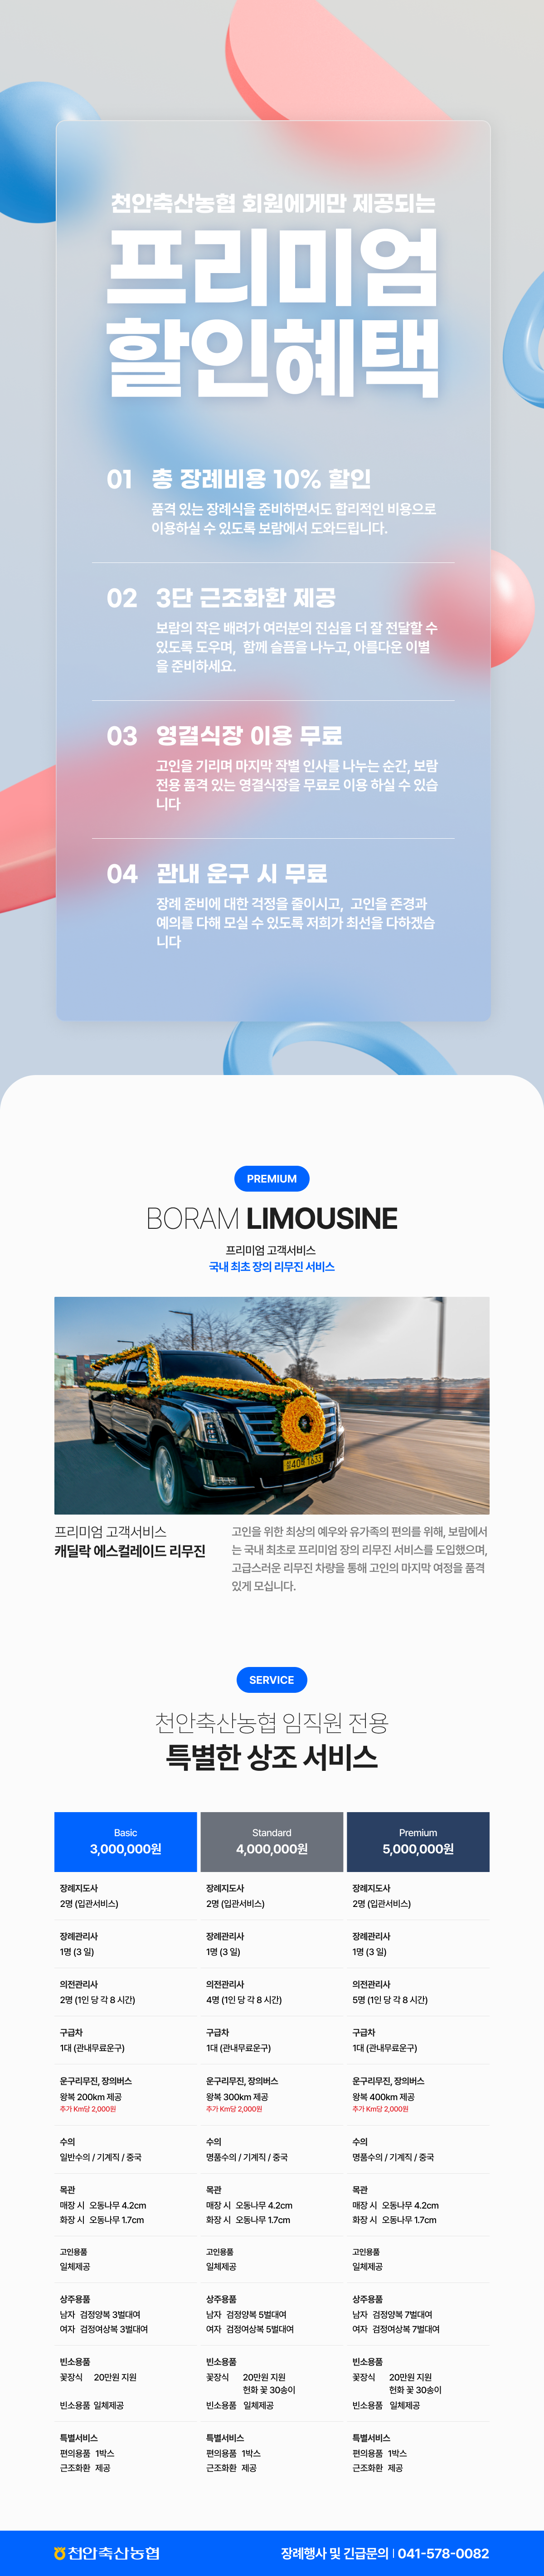 천안축산농협 회원에게만 제공되는
프리미엄
할인혜택
01 총 장례비용 10% 할인
품격 있는 장례식을 준비하면서도 합리적인 비용으로
이용하실 수 있도록 보람에서 도와드립니다.
02 3단 근조화환 제공
보람의 작은 배려가 여러분의 진심을 더 잘 전달할 수
있도록 도우며, 함께 슬픔을 나누고, 아름다운 이별
을 준비하세요.
03 영결식장 이용 무료
고인을 기리며 마지막 작별 인사를 나누는 순간, 보람
전용 품격 있는 영결식장을 무료로 이용 하실 수 있습
니다
04 관내 운구 시 무료
장례 준비에 대한 걱정을 줄이시고, 고인을 존경과
예의를 다해 모실 수 있도록 저희가 최선을 다하겠습
니다
PREMIUM
BORAM LIMOUSINE
프리미엄 고객서비스
국내 최초 장의 리무진 서비스
프리미엄 고객서비스
캐딜락 에스컬레이드 리무진
고인을 위한 최상의 예우와 유가족의 편의를 위해, 보람에서
는 국내 최초로 프리미엄 장의 리무진 서비스를 도입했으며,
고급스러운 리무진 차량을 통해 고인의 마지막 여정을 품격
있게 모십니다.
SERVICE
천안축산농협 임직원 전용
특별한 상조 서비스
Basic Standard Premium
3,000,000원 4,000,000원 5,000,000원
장례지도사 장례지도사 장례지도사
2명 (입관서비스) 2명 (입관서비스) 2명 (입관서비스)
장례관리사 장례관리사 장례관리사
1명 (3 일) 1명 (3 일) 1명 (3 일)
의전관리사 의전관리사 의전관리사
2명 (1인 당 각 8 시간) 4명 (1인 당 각 8 시간) 5명 (1인 당 각 8 시간)
구급차 구급차 구급차
1대 (관내무료운구) 1대 (관내무료운구) 1대 (관내무료운구)
운구리무진, 장의버스 운구리무진, 장의버스 운구리무진, 장의버스
왕복 200km 제공 왕복 300km 제공 왕복 400km 제공
추가 Km당 2,000원 추가 Km당 2,000원 추가 Km당 2,000원
수의 수의 수의
일반수의 / 기계직 / 중국 명품수의 / 기계직 / 중국 명품수의 / 기계직 / 중국
목관 목관 목관
매장 시 오동나무 4.2cm 매장 시 오동나무 4.2cm 매장 시 오동나무 4.2cm
화장 시 오동나무 1.7cm 화장 시 오동나무 1.7cm 화장 시 오동나무 1.7cm
고인용품 고인용품 고인용품
일체제공 일체제공 일체제공
상주용품 상주용품 상주용품
남자 검정양복 3벌대여 남자 검정양복 5벌대여 남자 검정양복 7벌대여
여자 검정여상복 3벌대여 여자 검정여상복 5벌대여 여자 검정여상복 7벌대여
빈소용품 빈소용품 빈소용품
꽃장식 20만원 지원 꽃장식 20만원 지원 꽃장식 20만원 지원
헌화 꽃 30송이 헌화 꽃 30송이
빈소용품 일체제공 빈소용품 일체제공 빈소용품 일체제공
특별서비스 특별서비스 특별서비스
편의용품 1박스 편의용품 1박스 편의용품 1박스
근조화환 제공 근조화환 제공 근조화환 제공
천안축산농협 장례행사 및 긴급문의 | 041-578-0082